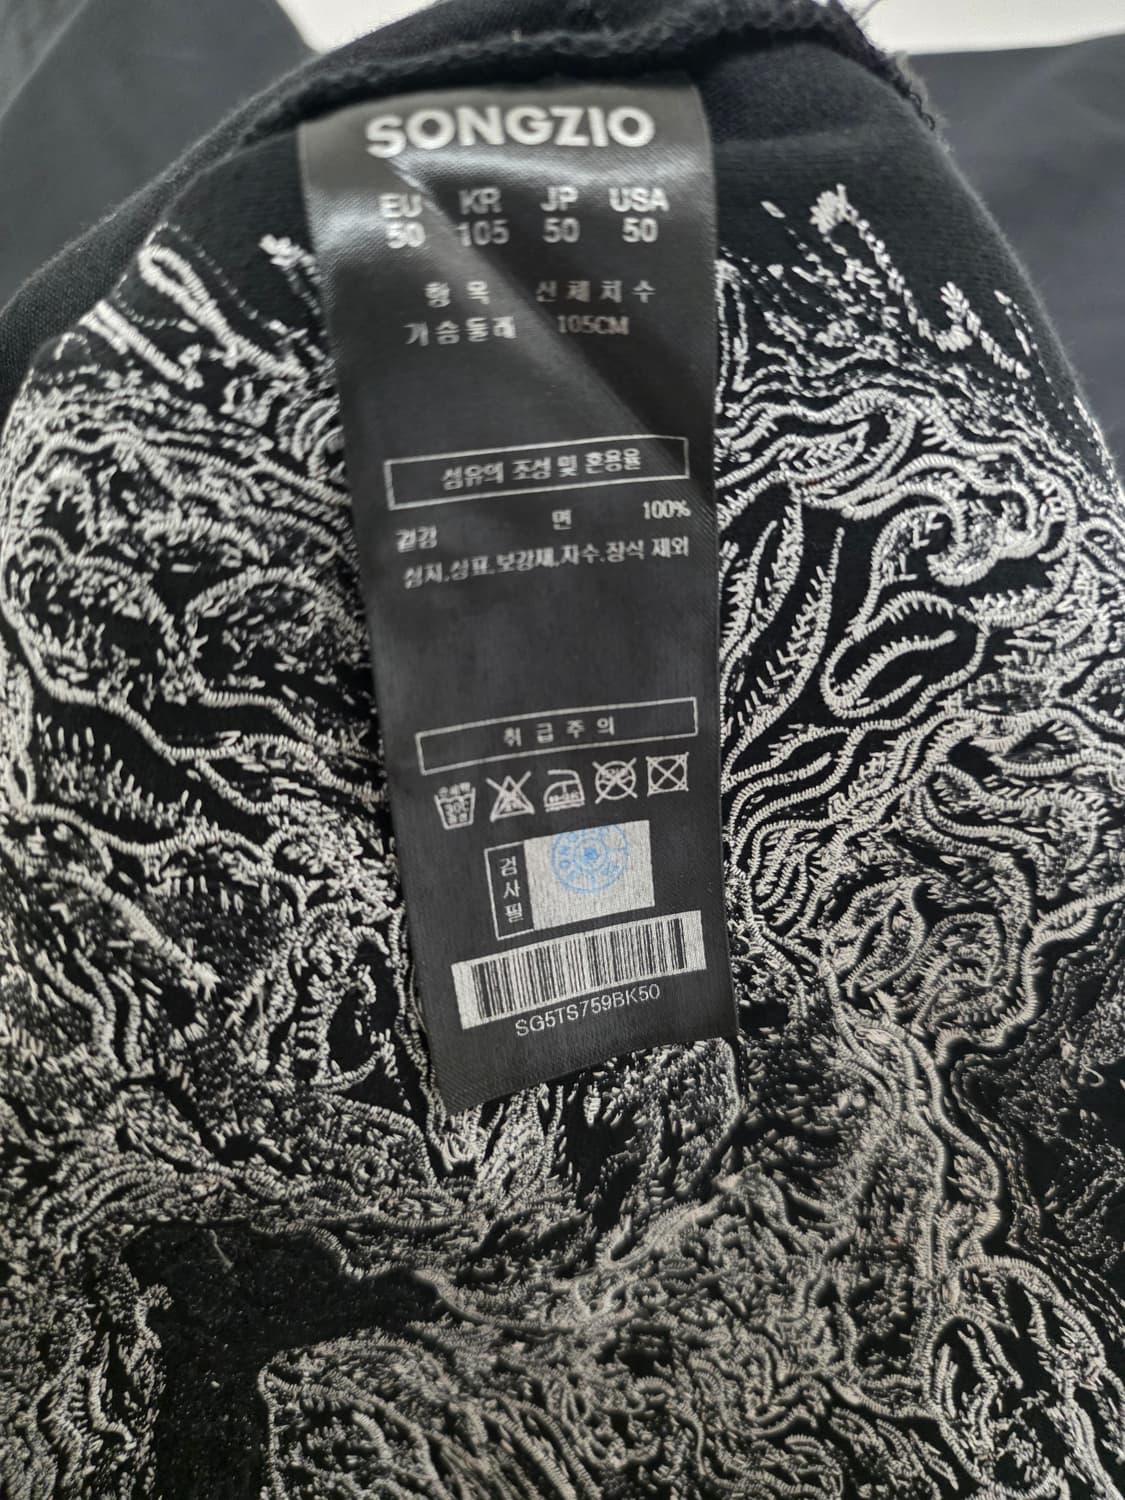 SONGZIO
EU KR JP USA
50 105 50 50
항 목 신체치수
가슴둘레 105CM
섬유의 조성 및 혼용율
겉감 면 100%
심지,상표,보강재,자수,장식 제외
취 급 주 의
검사필
SG5TS759BK50